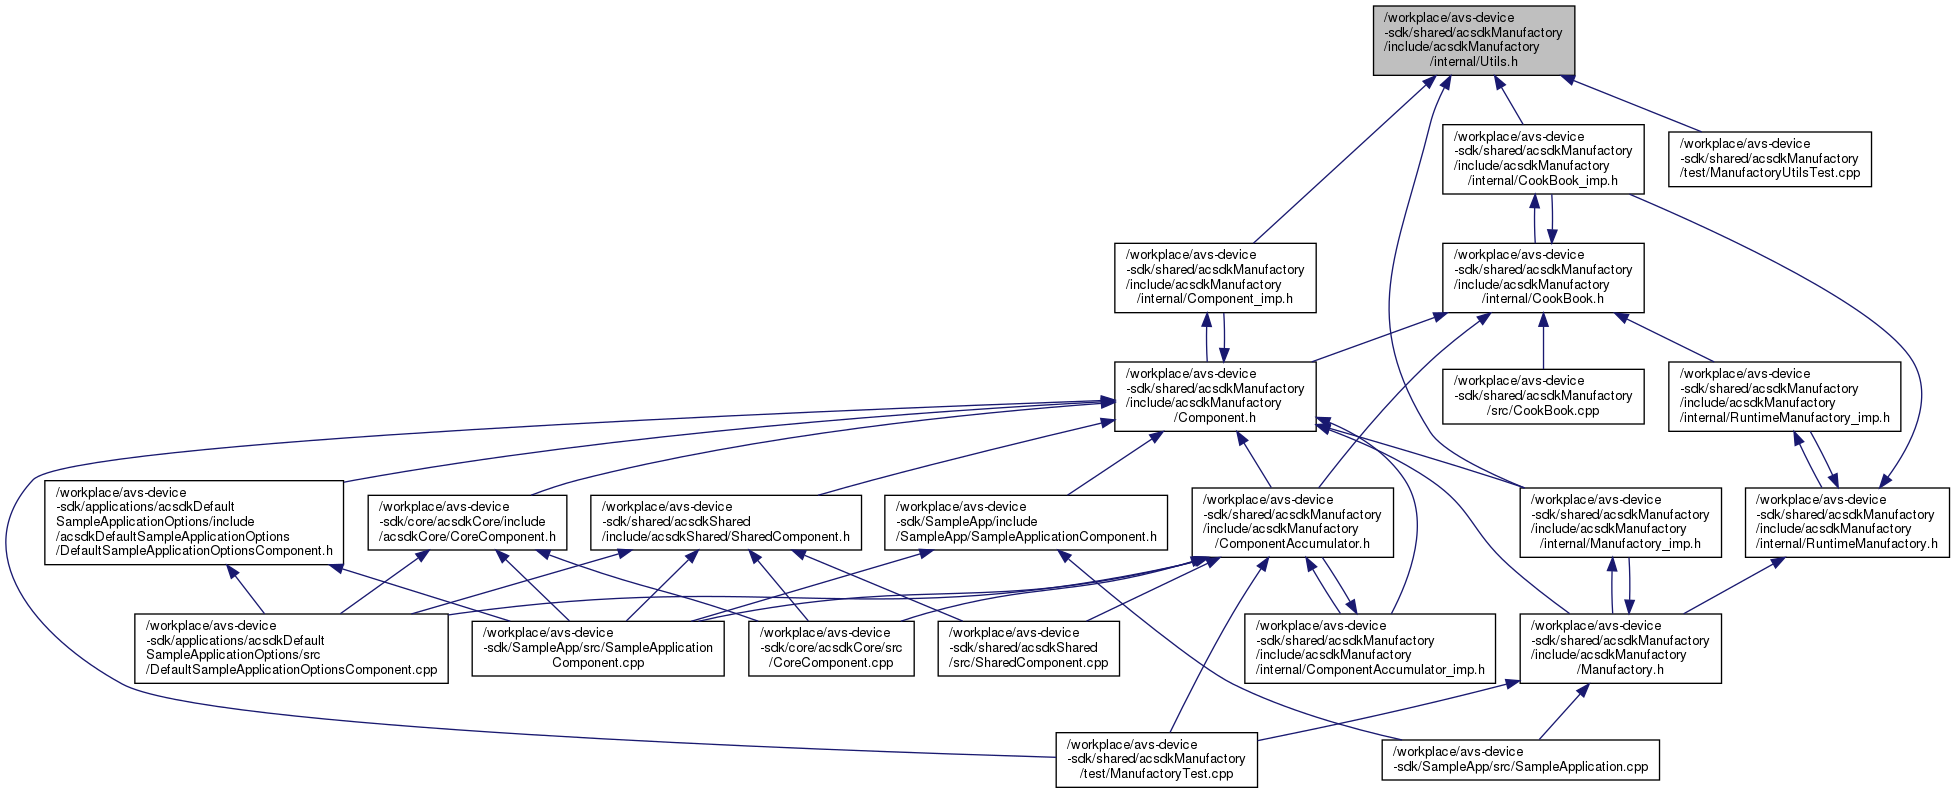 /workplace/avs-device
-sdk/shared/acsdkManufactory
/include/acsdkManufactory
/internal/Utils.h
/workplace/avs-device
-sdk/shared/acsdkManufactory
/include/acsdkManufactory
/internal/CookBook_imp.h
/workplace/avs-device
-sdk/shared/acsdkManufactory
/test/ManufactoryUtilsTest.cpp
/workplace/avs-device
-sdk/shared/acsdkManufactory
/include/acsdkManufactory
/internal/Component_imp.h
/workplace/avs-device
-sdk/shared/acsdkManufactory
/include/acsdkManufactory
/internal/CookBook.h
/workplace/avs-device
-sdk/shared/acsdkManufactory
/include/acsdkManufactory
/Component.h
/workplace/avs-device
-sdk/shared/acsdkManufactory
/src/CookBook.cpp
/workplace/avs-device
-sdk/shared/acsdkManufactory
/include/acsdkManufactory
/internal/RuntimeManufactory_imp.h
/workplace/avs-device
-sdk/applications/acsdkDefault
SampleApplicationOptions/include
/acsdkDefaultSampleApplicationOptions
/DefaultSampleApplicationOptionsComponent.h
/workplace/avs-device
-sdk/core/acsdkCore/include
/acsdkCore/CoreComponent.h
/workplace/avs-device
-sdk/shared/acsdkShared
/include/acsdkShared/SharedComponent.h
/workplace/avs-device
-sdk/SampleApp/include
/SampleApp/SampleApplicationComponent.h
/workplace/avs-device
-sdk/shared/acsdkManufactory
/include/acsdkManufactory
/ComponentAccumulator.h
/workplace/avs-device
-sdk/shared/acsdkManufactory
/include/acsdkManufactory
/internal/Manufactory_imp.h
/workplace/avs-device
-sdk/shared/acsdkManufactory
/include/acsdkManufactory
/internal/RuntimeManufactory.h
/workplace/avs-device
-sdk/applications/acsdkDefault
SampleApplicationOptions/src
/DefaultSampleApplicationOptionsComponent.cpp
/workplace/avs-device
-sdk/SampleApp/src/SampleApplication
Component.cpp
/workplace/avs-device
-sdk/core/acsdkCore/src
/CoreComponent.cpp
/workplace/avs-device
-sdk/shared/acsdkShared
/src/SharedComponent.cpp
/workplace/avs-device
-sdk/shared/acsdkManufactory
/include/acsdkManufactory
/internal/ComponentAccumulator_imp.h
/workplace/avs-device
-sdk/shared/acsdkManufactory
/include/acsdkManufactory
/Manufactory.h
/workplace/avs-device
-sdk/shared/acsdkManufactory
/test/ManufactoryTest.cpp
/workplace/avs-device
-sdk/SampleApp/src/SampleApplication.cpp